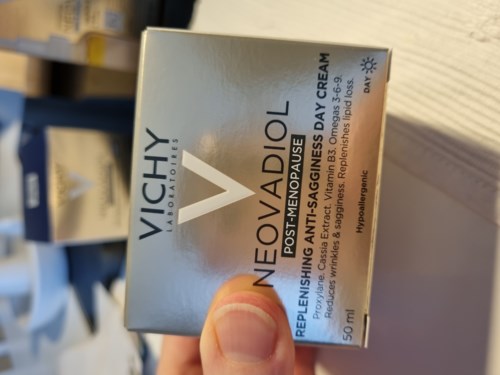 VICHY
LABORATOIRES
NEOVADIOL
POST-MENOPAUSE
REPLENISHING ANTI-SAGGINESS DAY CREAM
Proxylane. Cassia Extract. Vitamin B3. Omegas 3-6-9.
Reduces wrinkles & sagginess. Replenishes lipid loss.
Hypoallergenic
50 ml
DAY